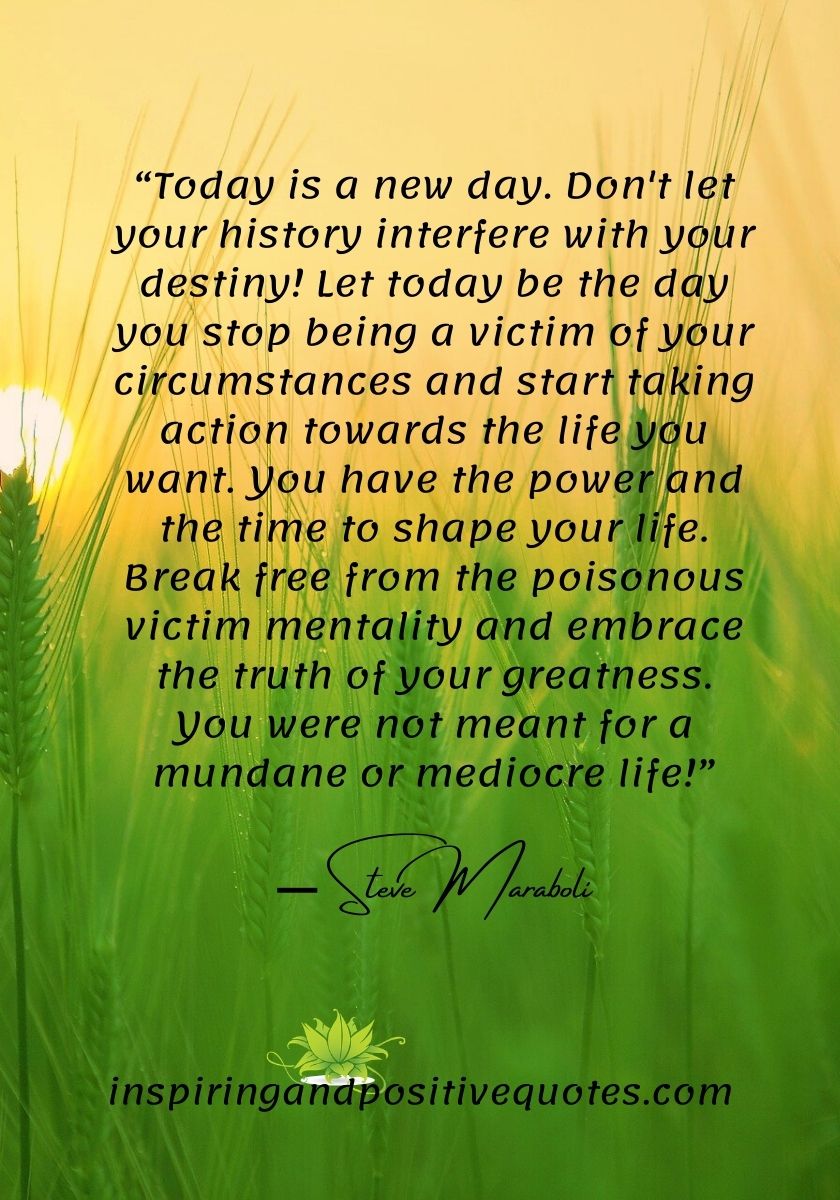 “Today is a new day. Don't let
your history interfere with your
destiny! Let today be the day
you stop being a victim of your
circumstances and start taking
action towards the life you
want. You have the power and
the time to shape your life.
Break free from the poisonous
victim mentality and embrace
the truth of your greatness.
You were not meant for a
mundane or mediocre life!”
— Steve Maraboli
inspiringandpositivequotes.com